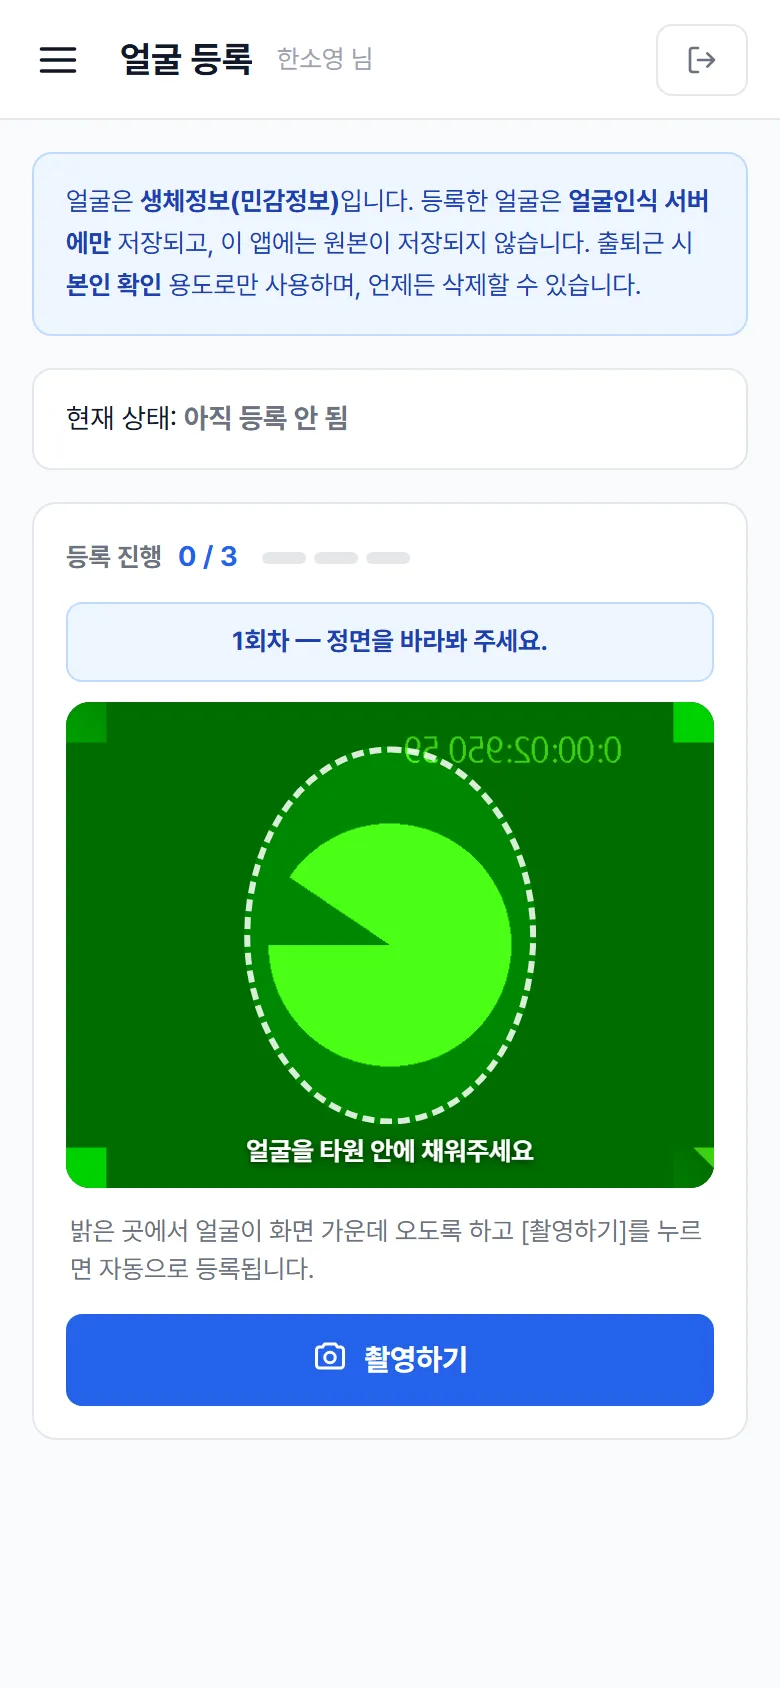 얼굴 등록 한소영 님
얼굴은 생체정보(민감정보)입니다. 등록한 얼굴은 얼굴인식 서버
에만 저장되고, 이 앱에는 원본이 저장되지 않습니다. 출퇴근 시
본인 확인 용도로만 사용하며, 언제든 삭제할 수 있습니다.
현재 상태: 아직 등록 안 됨
등록 진행 0 / 3
1회차 — 정면을 바라봐 주세요.
0:00:02:950 59
얼굴을 타원 안에 채워주세요
밝은 곳에서 얼굴이 화면 가운데 오도록 하고 [촬영하기]를 누르
면 자동으로 등록됩니다.
촬영하기